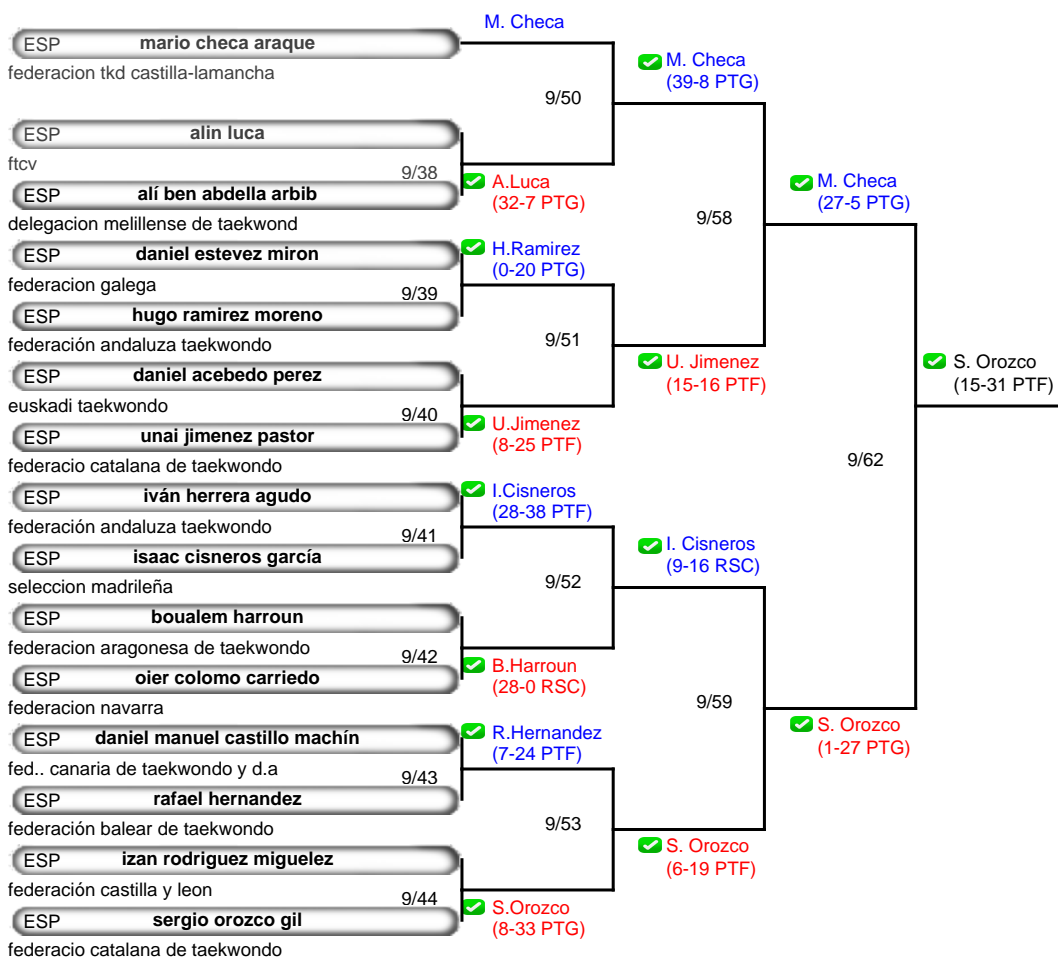 M. Checa
ESP mario checa araque
federacion tkd castilla-lamancha
M. Checa
(39-8 PTG)
9/50
ESP alin luca
ftcv
9/38
A.Luca
(32-7 PTG)
ESP alí ben abdella arbib
delegacion melillense de taekwond
M. Checa
(27-5 PTG)
9/58
ESP daniel estevez miron
H.Ramirez
(0-20 PTG)
federacion galega
9/39
ESP hugo ramirez moreno
federación andaluza taekwondo
9/51
U. Jimenez
(15-16 PTF)
S. Orozco
(15-31 PTF)
ESP daniel acebedo perez
euskadi taekwondo
9/40
U.Jimenez
(8-25 PTF)
ESP unai jimenez pastor
federacio catalana de taekwondo
9/62
ESP iván herrera agudo
I.Cisneros
(28-38 PTF)
federación andaluza taekwondo
9/41
ESP isaac cisneros garcía
I. Cisneros
(9-16 RSC)
seleccion madrileña
9/52
ESP boualem harroun
federacion aragonesa de taekwondo
9/42
B.Harroun
(28-0 RSC)
ESP oier colomo carriedo
federacion navarra
9/59
S. Orozco
(1-27 PTG)
ESP daniel manuel castillo machín
R.Hernandez
(7-24 PTF)
fed.. canaria de taekwondo y d.a
9/43
ESP rafael hernandez
federación balear de taekwondo
9/53
S. Orozco
(6-19 PTF)
ESP izan rodriguez miguelez
federación castilla y leon
9/44
S.Orozco
(8-33 PTG)
ESP sergio orozco gil
federacio catalana de taekwondo